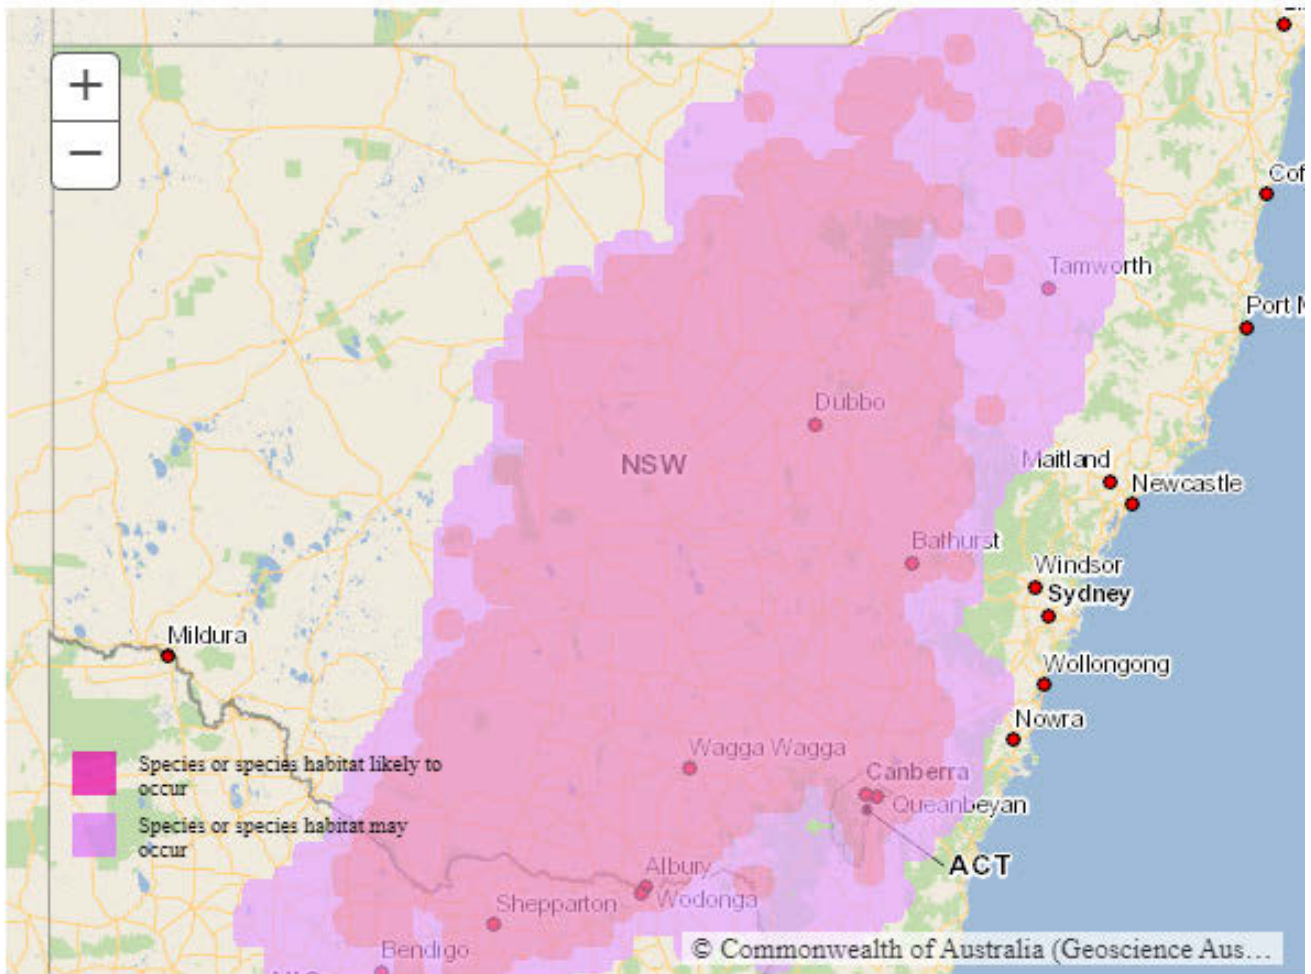 +
−
Cof
Tamworth
Port M
Dubbo
NSW
Maitland
Newcastle
Bathurst
Windsor
Sydney
Mildura
Wollongong
Nowra
Wagga Wagga
Canberra
Queanbeyan
Species or species habitat likely to
occur
Species or species habitat may
occur
ACT
Albury
Wodonga
Shepparton
Bendigo
© Commonwealth of Australia (Geoscience Aus…